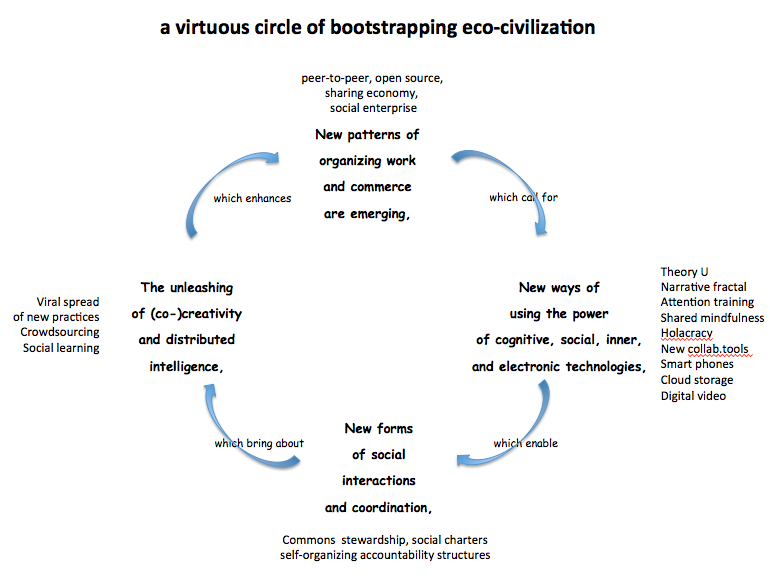 a virtuous circle of bootstrapping eco-civilization
peer-to-peer, open source,
sharing economy,
social enterprise
New patterns of
organizing work
and commerce
are emerging,
which enhances
which call for
The unleashing
of (co-)creativity
and distributed
intelligence,
Viral spread
of new practices
Crowdsourcing
Social learning
New ways of
using the power
of cognitive, social, inner,
and electronic technologies,
Theory U
Narrative fractal
Attention training
Shared mindfulness
Holacracy
New collab.tools
Smart phones
Cloud storage
Digital video
which bring about
which enable
New forms
of social
interactions
and coordination,
Commons stewardship, social charters
self-organizing accountability structures